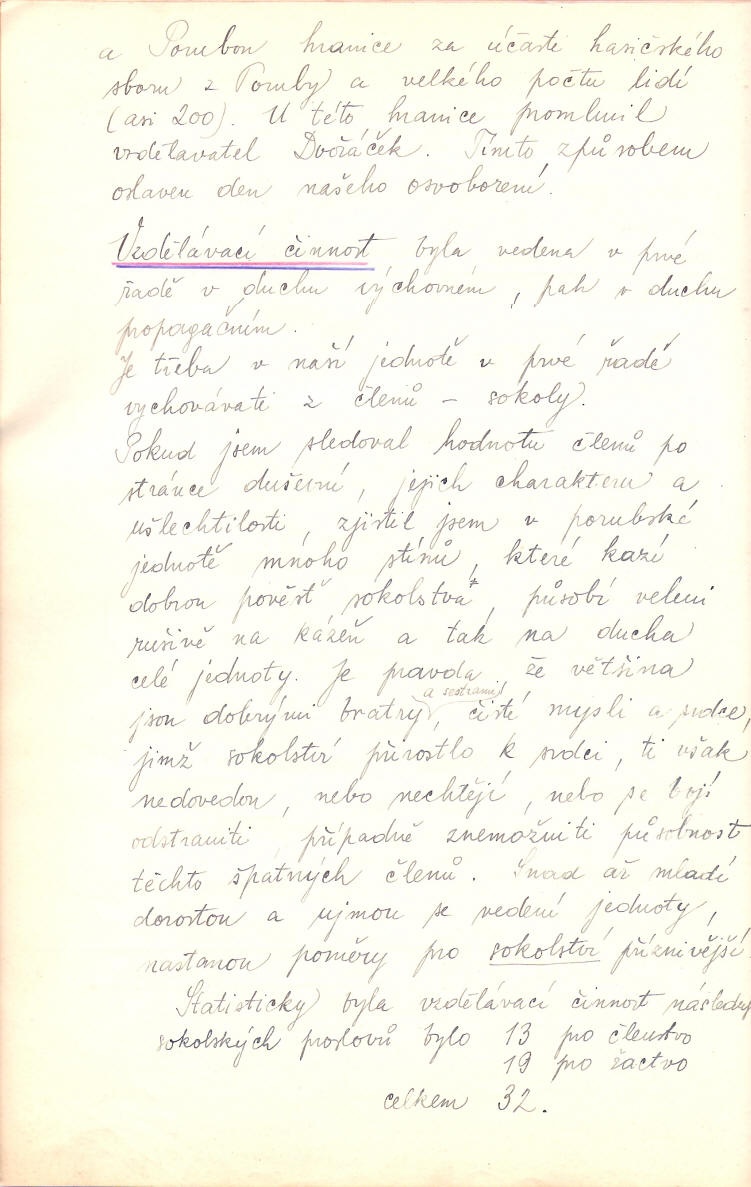 a Porubou hranice za účasti hasičského
sboru z Poruby a velkého počtu lidí
(asi 200). U této hranice promluvil
vzdělavatel Dvořáček. Tímto způsobem
oslaven den našeho osvobození.
Vzdělávací činnost byla vedena v prvé
řadě v duchu výchovném, pak v duchu
propagačním.
Je třeba v naší jednotě v prvé řadě
vychovávati z členů – sokoly.
Pokud jsem sledoval hodnotu členů po
stránce duševní, jejich charakteru a
ušlechtilosti, zjistil jsem v porubské
jednotě mnoho stínů, které kazí
dobrou pověst sokolstva, působí velmi
rušivě na kázeň a tak na ducha
celé jednoty. Je pravda, že většina
a sestrami
jsou dobrými bratry, čisté mysli a srdce,
jimž sokolství přirostlo k srdci, ti však
nedovedou, nebo nechtějí, nebo se bojí
odstraniti, případně znemožniti působnost
těchto špatných členů. Snad až mladí
dorostou a ujmou se vedení jednoty,
nastanou poměry pro sokolství příznivější.
Statisticky byla vzdělávací činnost
sokolských proslovů bylo 13 pro členstvo
19 pro žactvo
celkem 32.